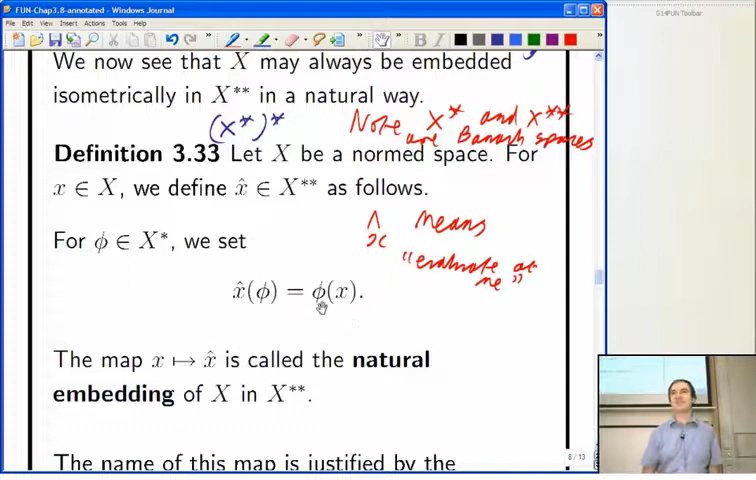 FUN-Chap3.8-annotated - Windows Journal
G14FUN Toolbar
File Edit View Insert Actions Tools Help
B I
We now see that X may always be embedded
isometrically in X** in a natural way.
(X*)*
Note X* and X**
are Banach spaces
Definition 3.33 Let X be a normed space. For
x ∈ X, we define x̂ ∈ X** as follows.
x̂ means
"evaluate at
me"
For ϕ ∈ X*, we set
x̂(ϕ) = ϕ(x).
The map x ↦ x̂ is called the natural
embedding of X in X**.
The name of this map is justified by the
8 / 13